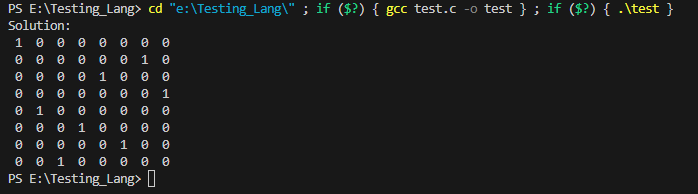 PS E:\Testing_Lang> cd "e:\Testing_Lang\" ; if ($?) { gcc test.c -o test } ; if ($?) { .\test }
Solution:
1 0 0 0 0 0 0 0
0 0 0 0 0 0 1 0
0 0 0 0 1 0 0 0
0 0 0 0 0 0 0 1
0 1 0 0 0 0 0 0
0 0 0 1 0 0 0 0
0 0 0 0 0 1 0 0
0 0 1 0 0 0 0 0
PS E:\Testing_Lang>